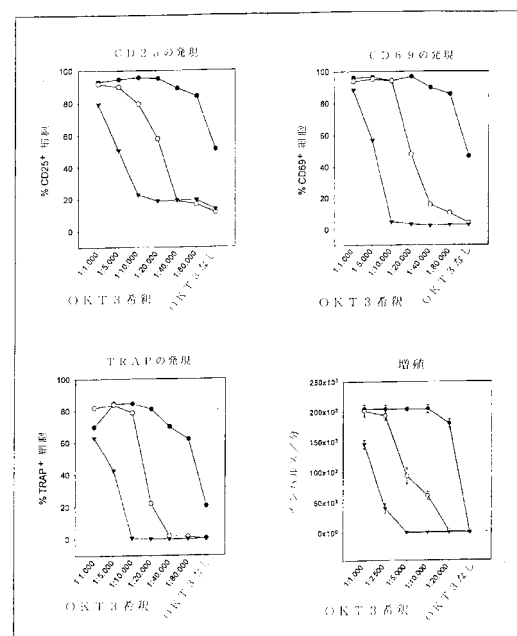 CD25の発現
% CD25+ 細胞
100
80
60
40
20
0
1:1.000
1:5.000
1:10.000
1:20.000
1:40.000
1:80.000
OKT3なし
OKT3希釈
CD69の発現
% CD69+ 細胞
100
80
60
40
20
0
1:1.000
1:5.000
1:10.000
1:20.000
1:40.000
1:80.000
OKT3なし
OKT3希釈
TRAPの発現
% TRAP+ 細胞
100
80
60
40
20
0
1:1.000
1:5.000
1:10.000
1:20.000
1:40.000
1:80.000
OKT3なし
OKT3希釈
増殖
インパルス/分
250x10³
200x10³
150x10³
100x10³
50x10³
0x10⁰
1:1.000
1:2.500
1:5.000
1:10.000
1:20.000
OKT3なし
OKT3希釈